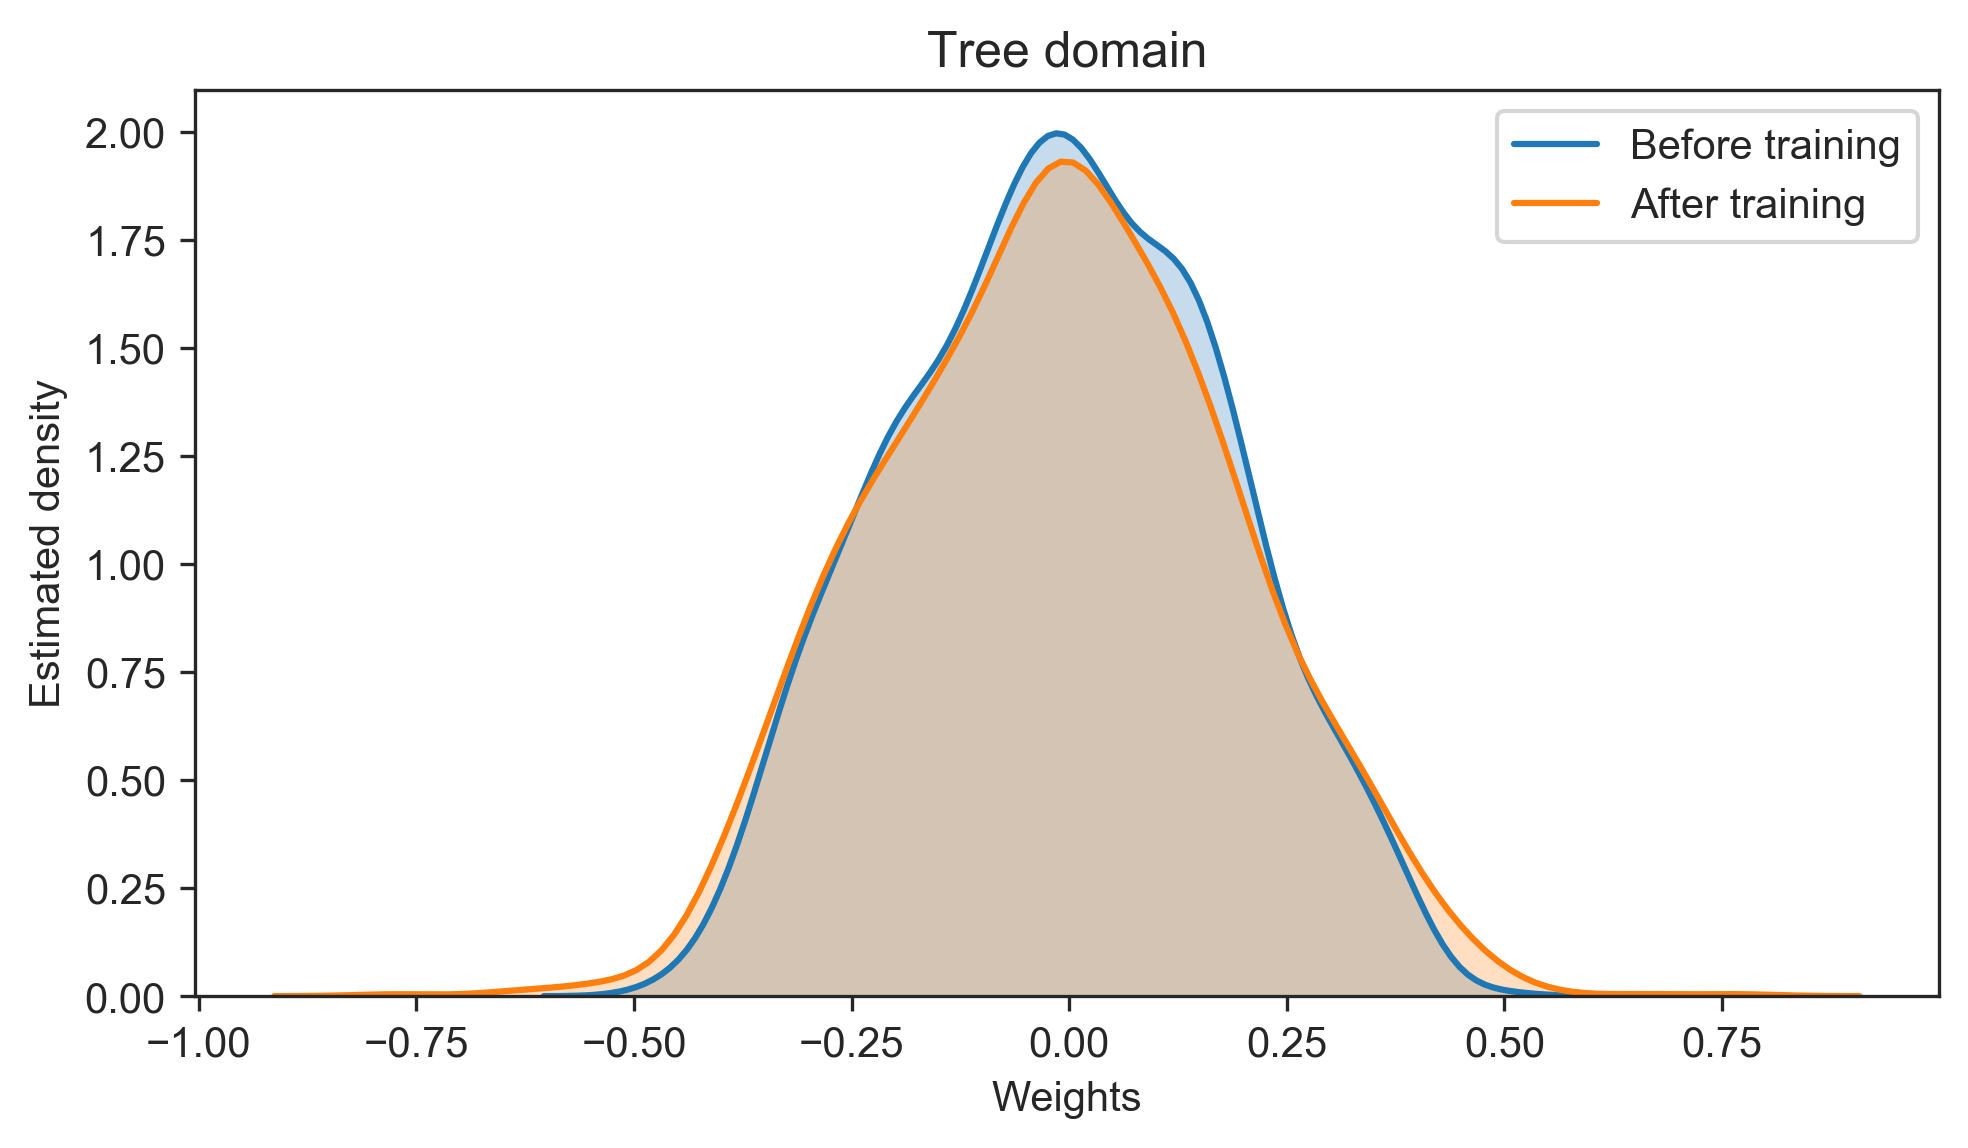 Tree domain
Before training
After training
Estimated density
2.00
1.75
1.50
1.25
1.00
0.75
0.50
0.25
0.00
−1.00 −0.75 −0.50 −0.25 0.00 0.25 0.50 0.75
Weights